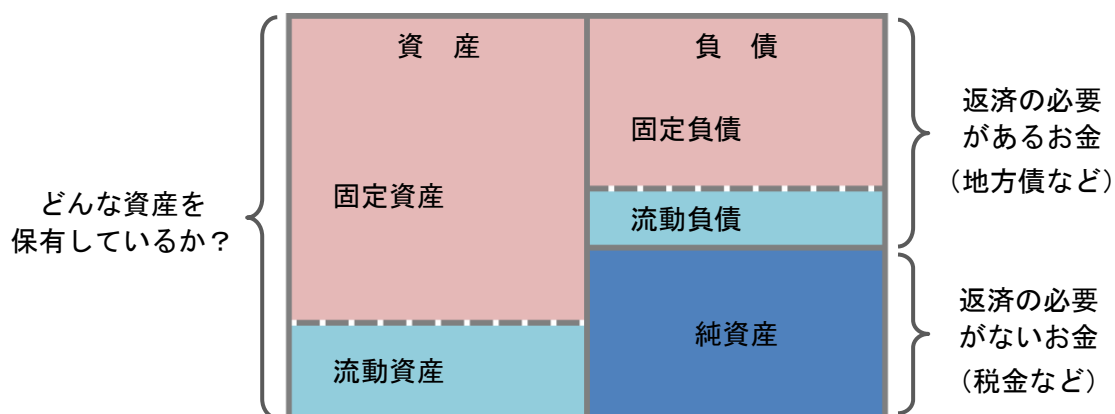 どんな資産を
保有しているか？
資　産
固定資産
流動資産
負　債
固定負債
流動負債
純資産
返済の必要
があるお金
（地方債など）
返済の必要
がないお金
（税金など）